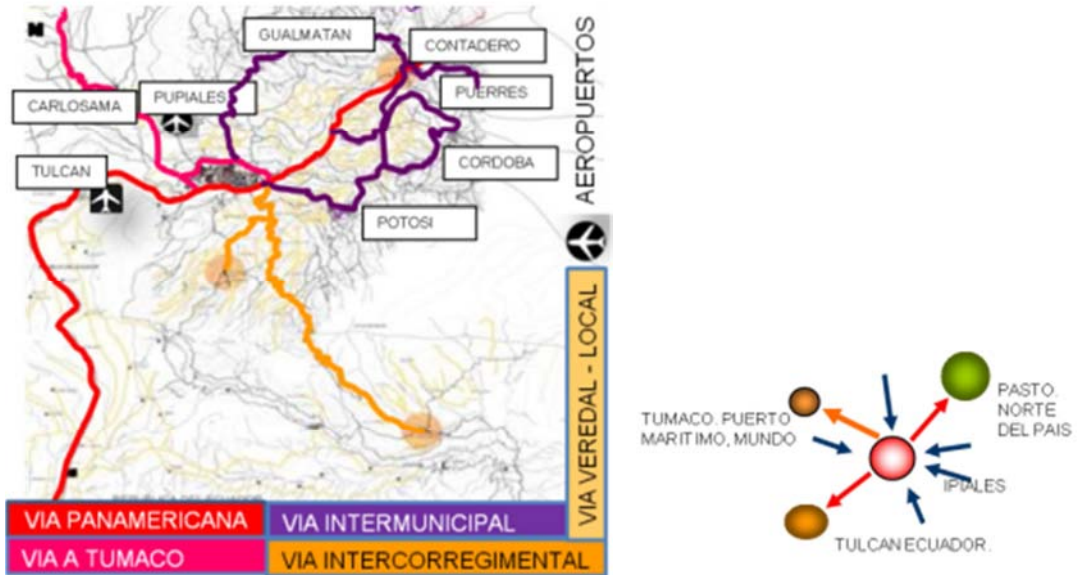 N
GUALMATAN
CONTADERO
CARLOSAMA
PUPIALES
PUERRES
TULCAN
CORDOBA
POTOSI
AEROPUERTOS
VIA VEREDAL - LOCAL
VIA PANAMERICANA
VIA INTERMUNICIPAL
VIA A TUMACO
VIA INTERCORREGIMENTAL
TUMACO. PUERTO
MARITIMO, MUNDO
PASTO.
NORTE
DEL PAIS
IPIALES
TULCAN ECUADOR.